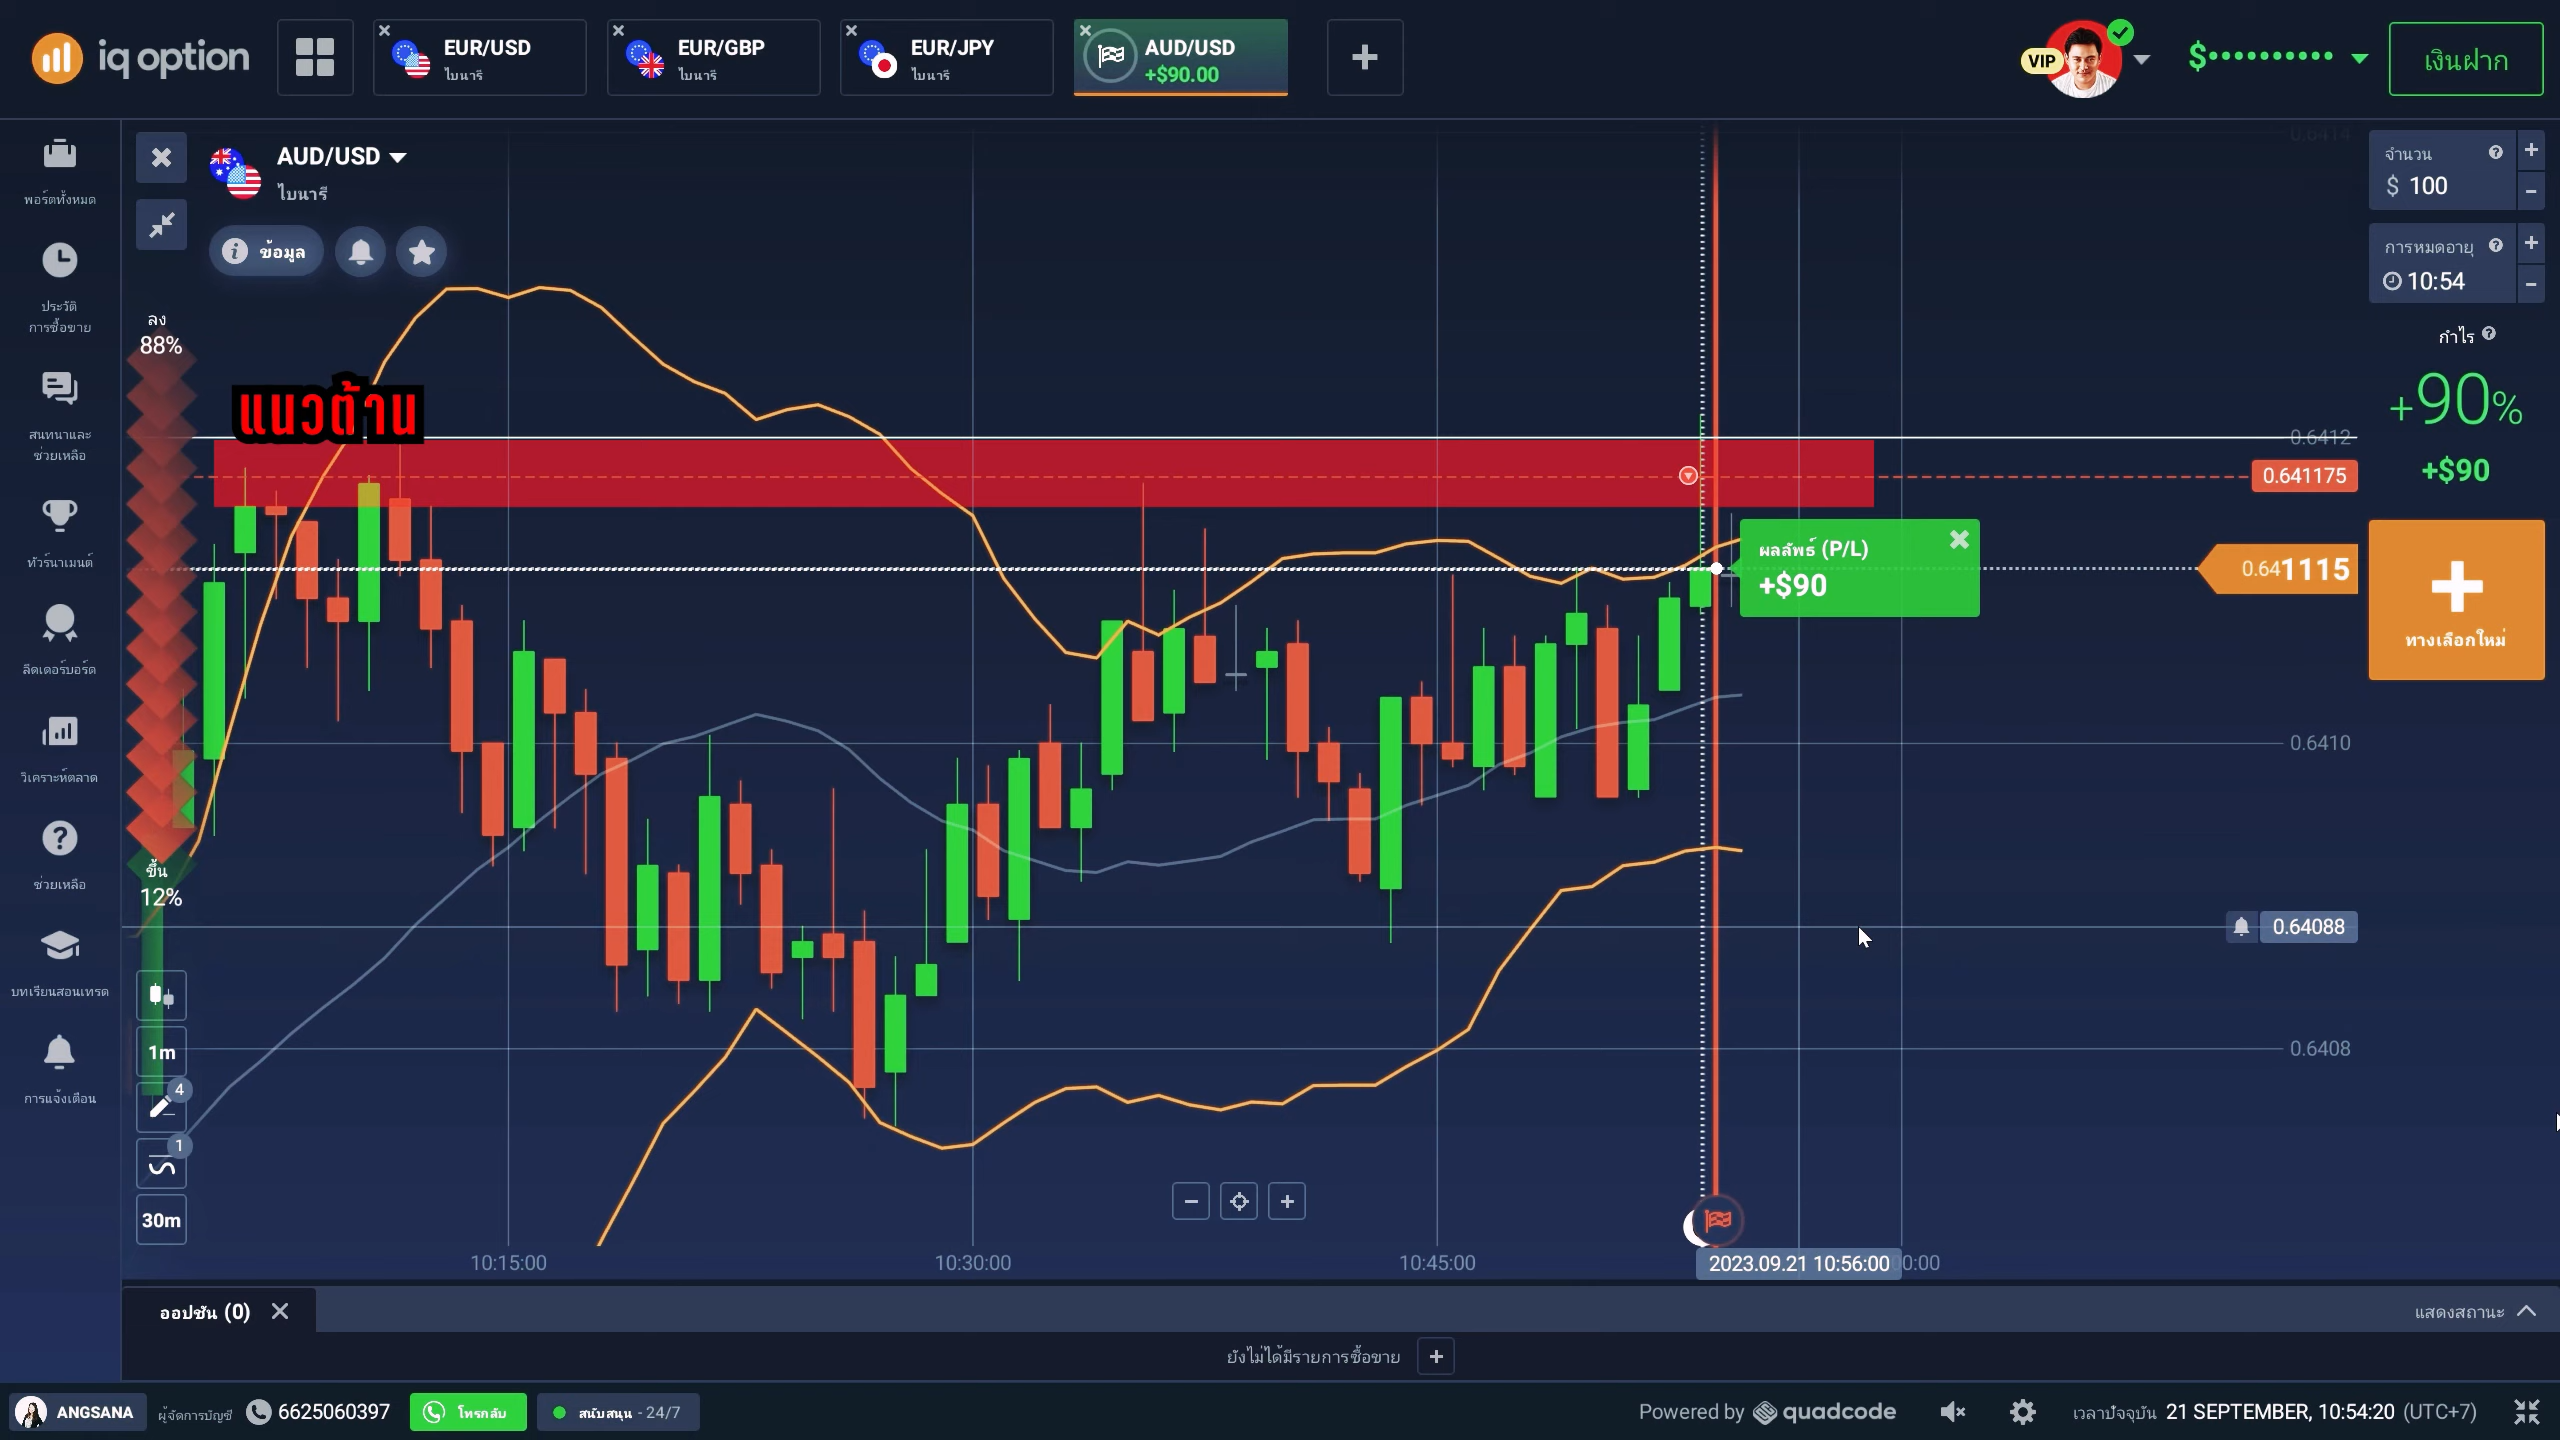 iq option
EUR/USD
ไบนารี
EUR/GBP
ไบนารี
EUR/JPY
ไบนารี
AUD/USD
+$90.00
VIP
$
เงินฝาก
พอร์ตทั้งหมด
ประวัติ
การซื้อขาย
สนทนาและ
ช่วยเหลือ
ทัวร์นาเมนต์
ลีดเดอร์บอร์ด
วิเคราะห์ตลาด
ช่วยเหลือ
บทเรียนสอนเทรด
การแจ้งเตือน
AUD/USD
ไบนารี
ข้อมูล
ลง
88%
แนวต้าน
ขึ้น
12%
1m
4
1
30m
ผลลัพธ์ (P/L)
+$90
0.6414
0.6412
0.641175
0.641115
0.6410
0.64088
0.6408
10:15:00
10:30:00
10:45:00
2023.09.21 10:56:00
00:00
จำนวน
$ 100
การหมดอายุ
10:54
กำไร
+90%
+$90
ทางเลือกใหม่
ออปชัน (0)
แสดงสถานะ
ยังไม่ได้มีรายการซื้อขาย
ANGSANA
ผู้จัดการบัญชี
6625060397
โทรกลับ
สนับสนุน - 24/7
Powered by quadcode
เวลาปัจจุบัน 21 SEPTEMBER, 10:54:20 (UTC+7)